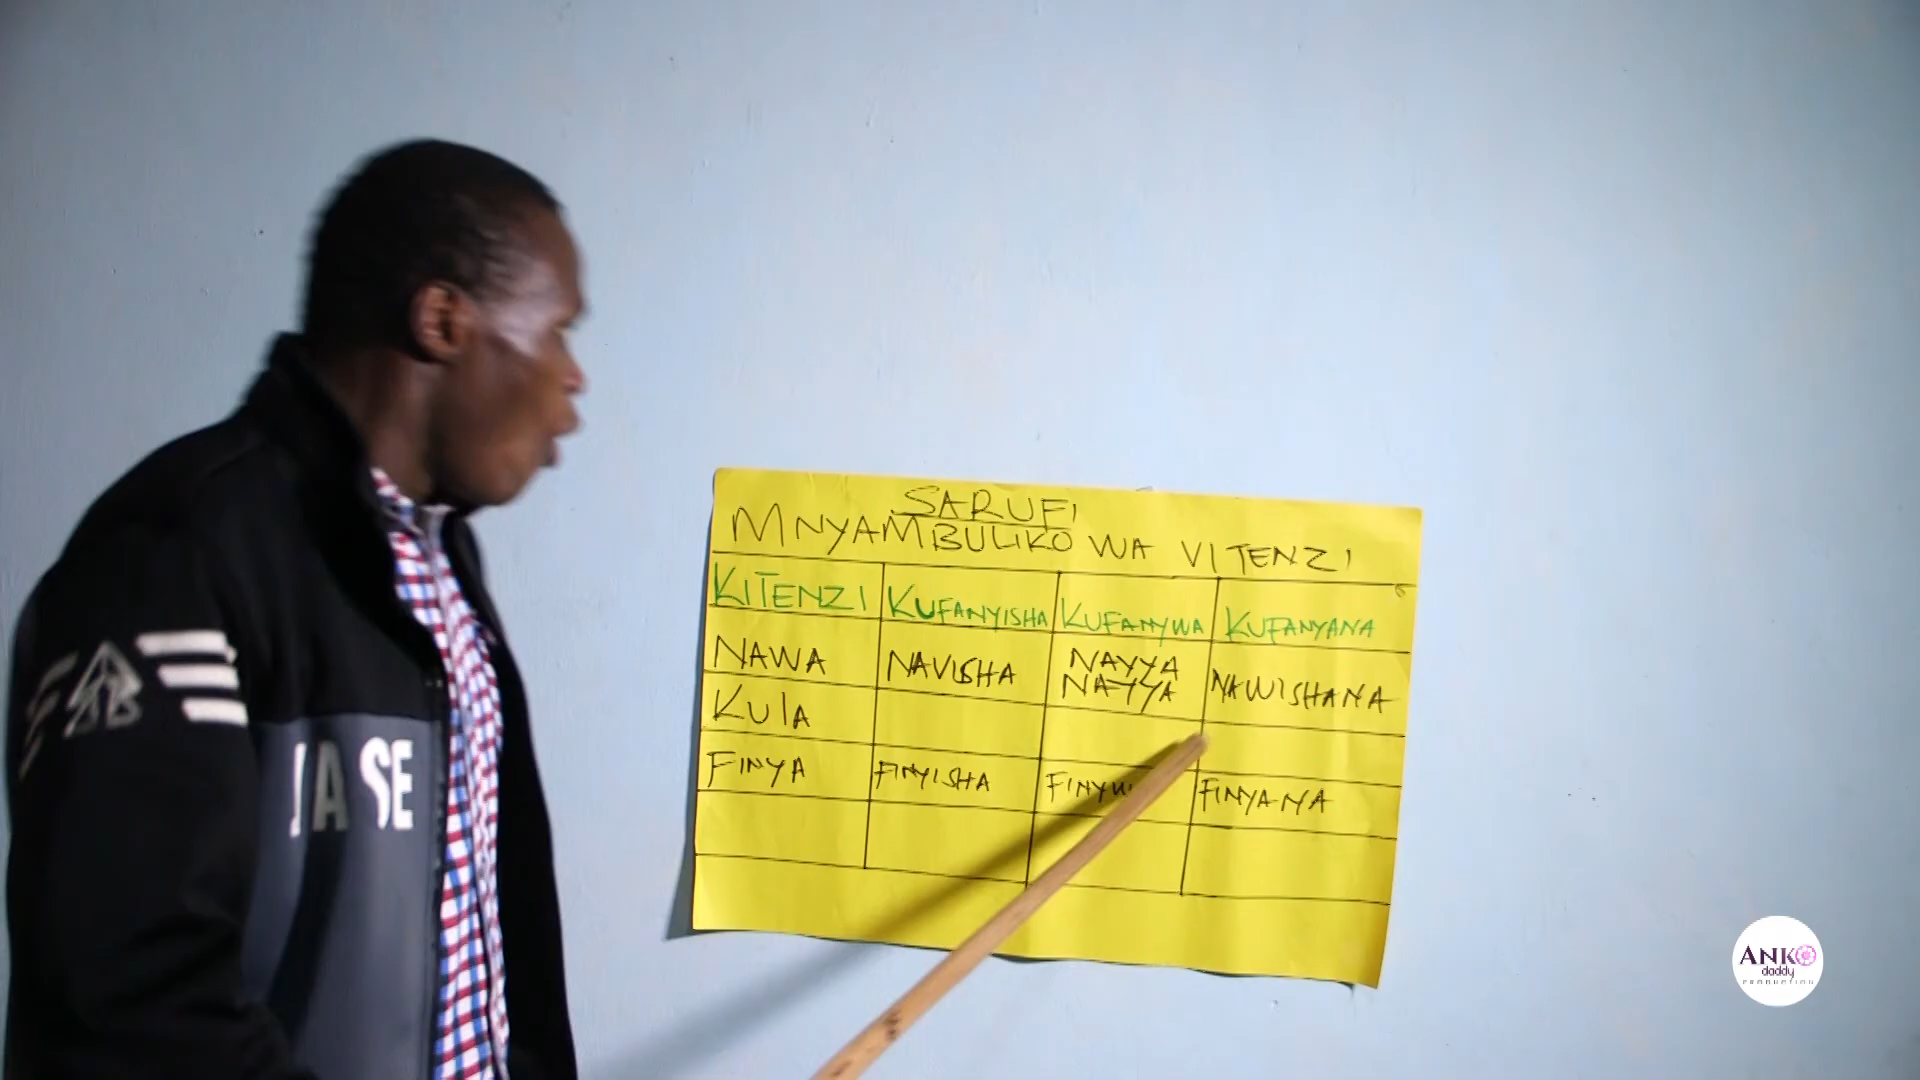 SARUFI
MNYAMBULIKO WA VITENZI
KITENZI KUFANYISHA KUFANYWA KUFANYANA
NAWA NAVISHA NAYYA NAWISHANA
NAYYA
KULA
FINYA FINYISHA FINYANA
ANKO
daddy
PRODUCTION